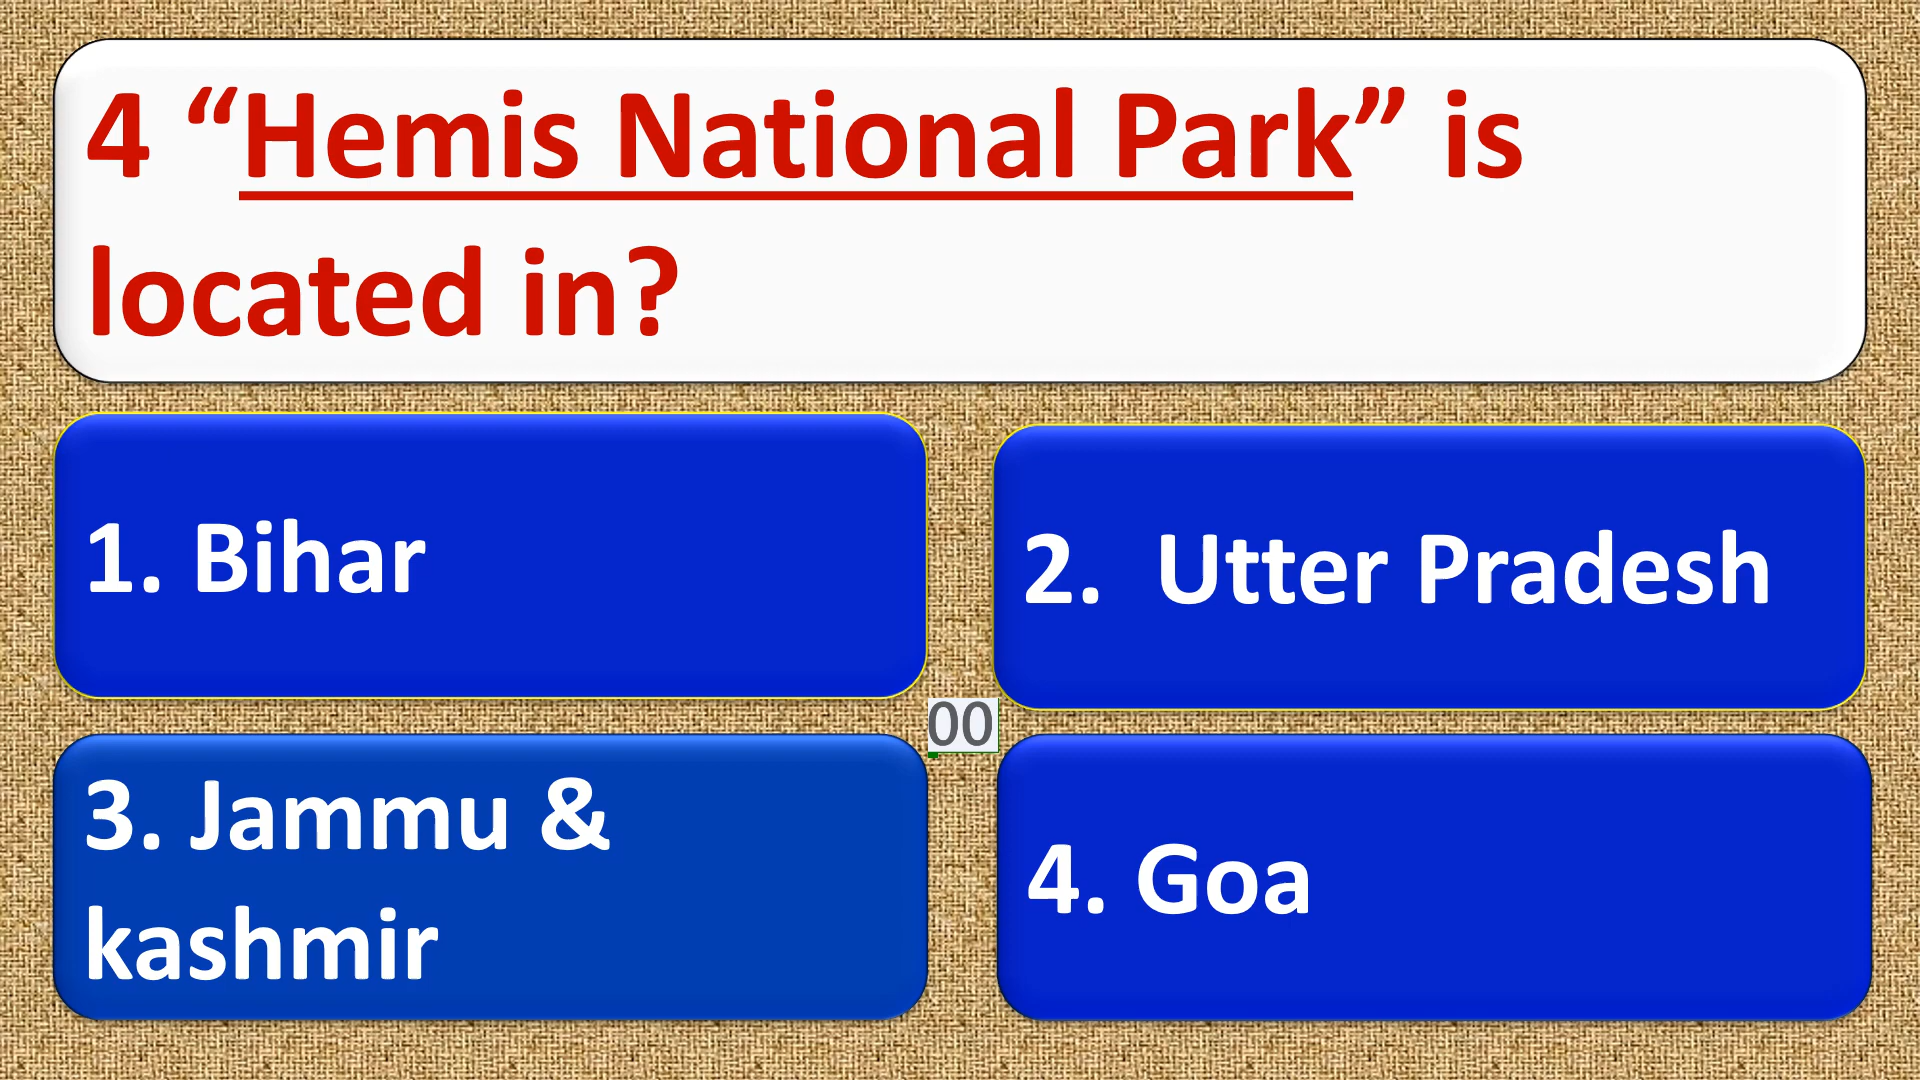 4 “Hemis National Park” is
located in?
1. Bihar
2. Utter Pradesh
00
3. Jammu &
kashmir
4. Goa